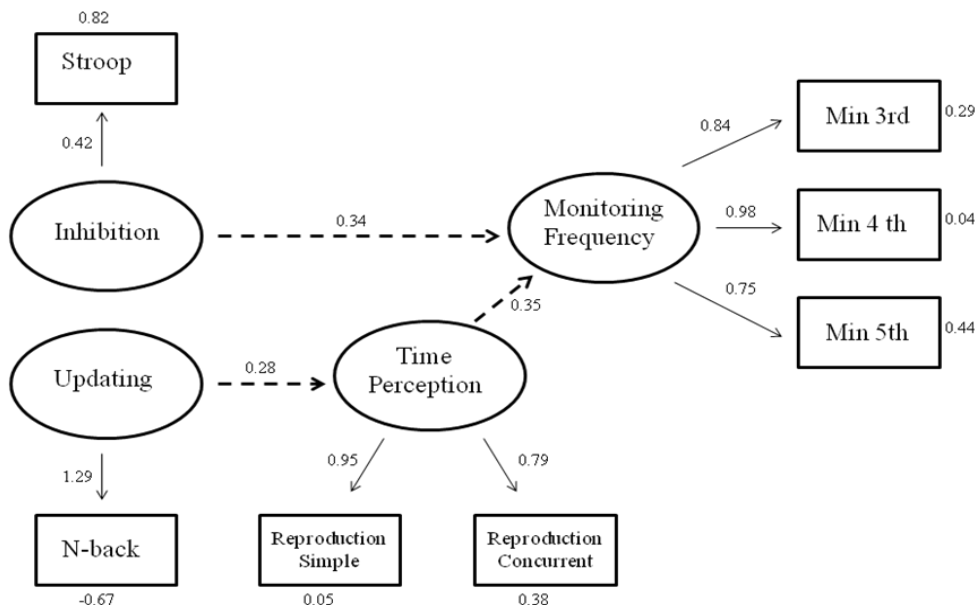 0.82
Stroop
0.42
Inhibition
0.34
Monitoring
Frequency
0.84
Min 3rd
0.29
0.98
Min 4 th
0.04
0.75
Min 5th
0.44
0.35
Updating
0.28
Time
Perception
1.29
N-back
-0.67
0.95
Reproduction
Simple
0.05
0.79
Reproduction
Concurrent
0.38